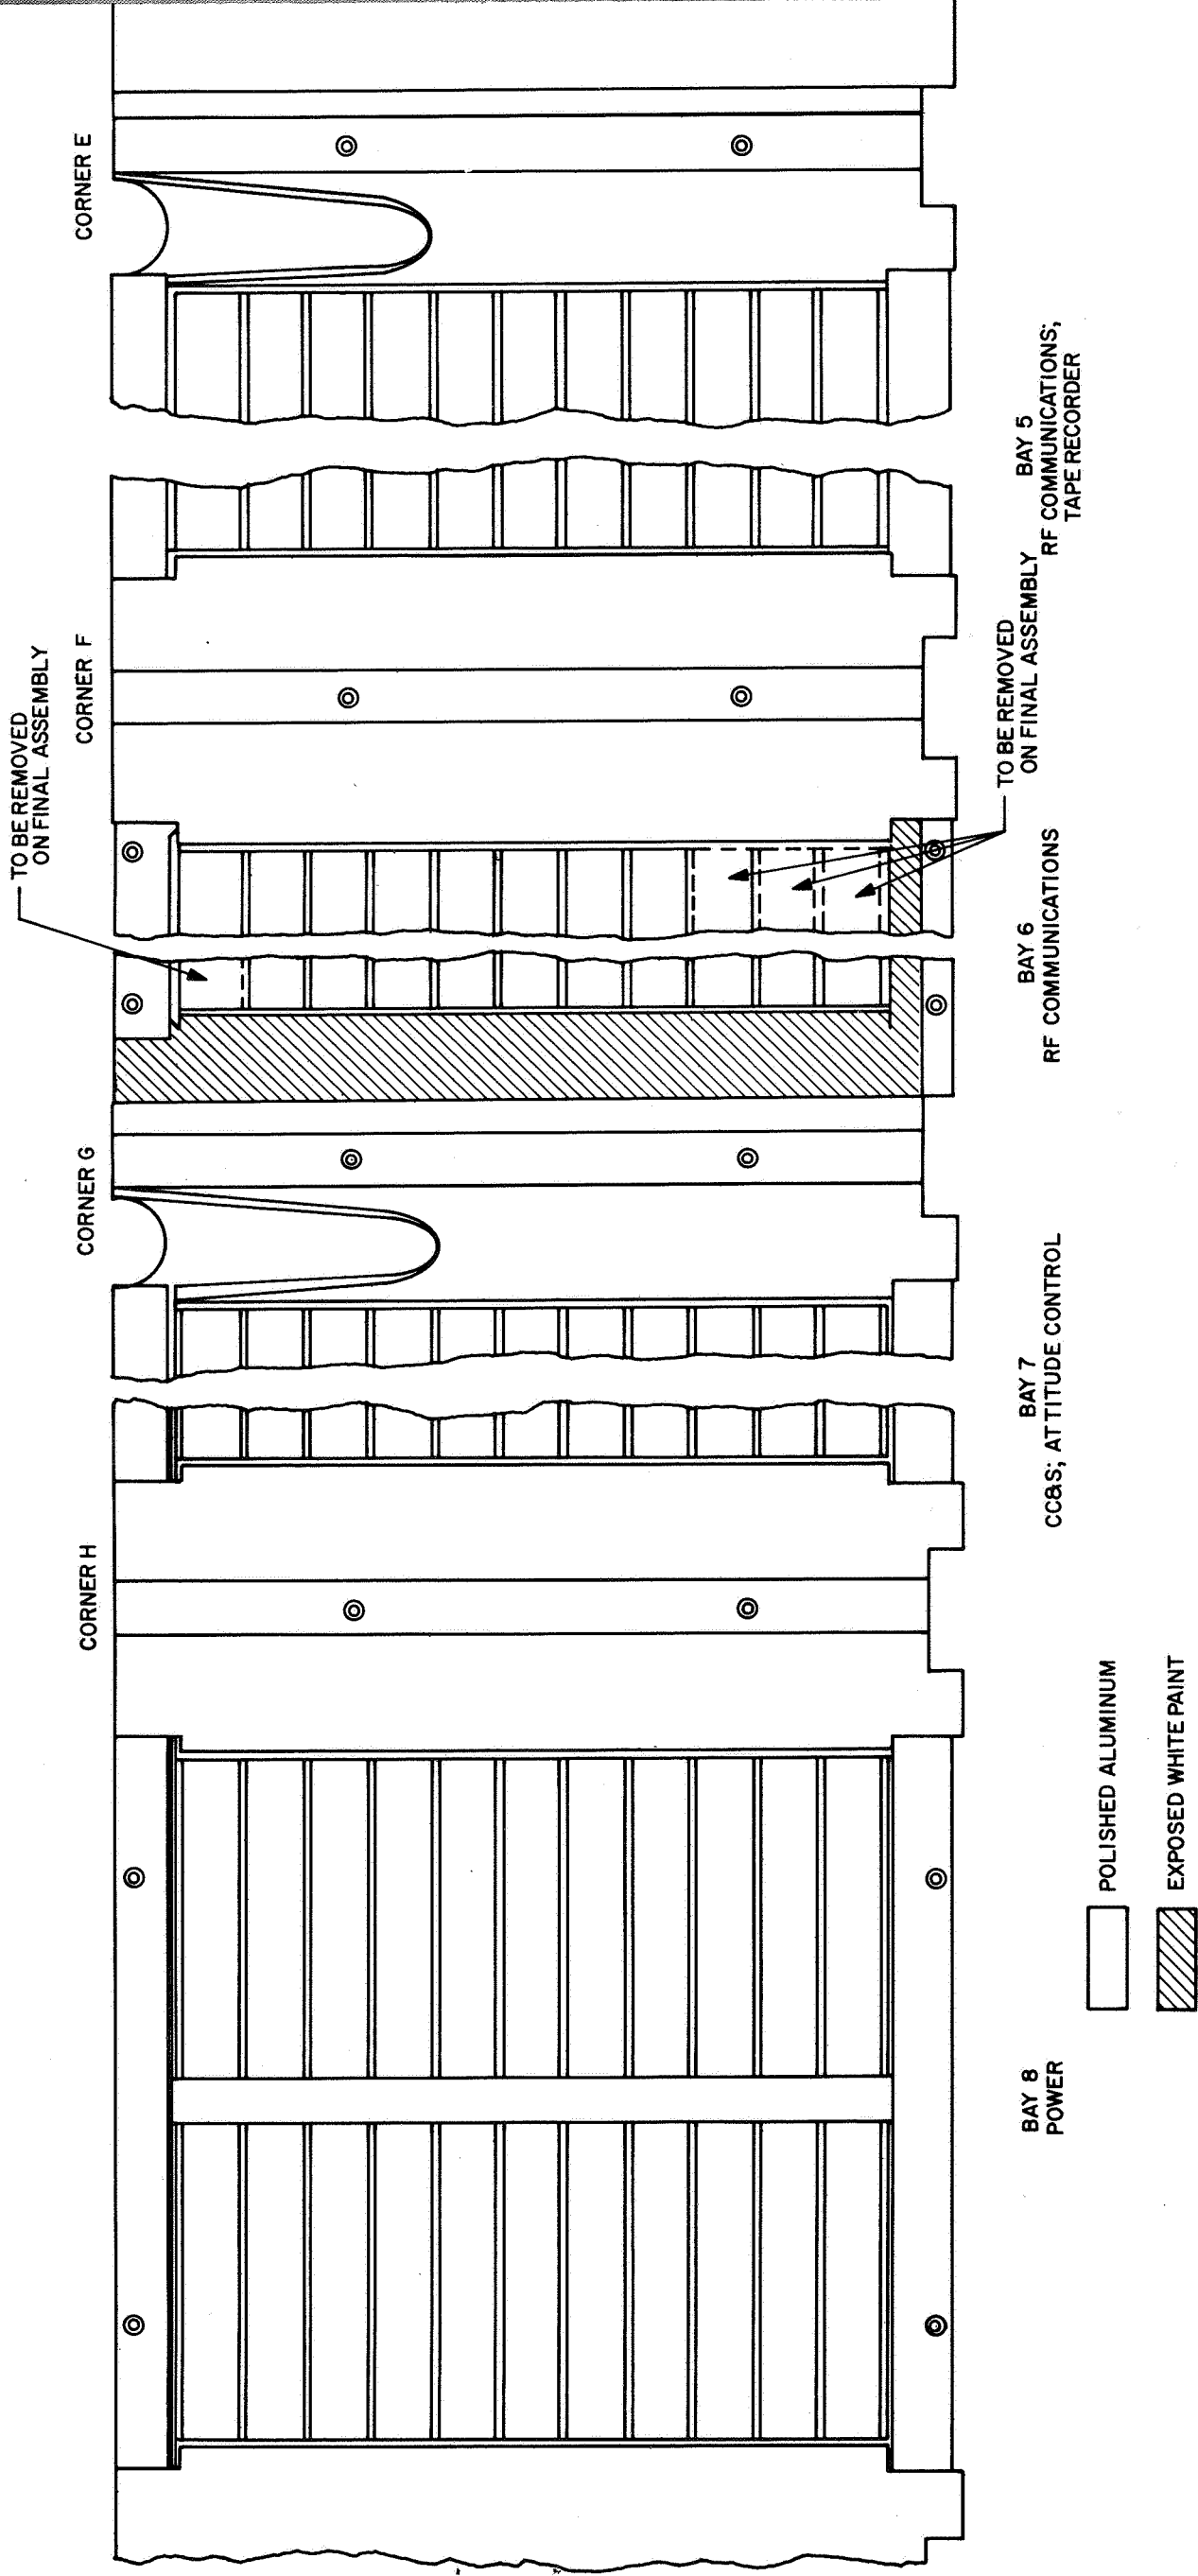 TO BE REMOVED
ON FINAL ASSEMBLY
CORNER H
CORNER G
CORNER F
CORNER E
TO BE REMOVED
ON FINAL ASSEMBLY
BAY 8
POWER
BAY 7
CC&S; ATTITUDE CONTROL
BAY 6
RF COMMUNICATIONS
BAY 5
RF COMMUNICATIONS;
TAPE RECORDER
POLISHED ALUMINUM
EXPOSED WHITE PAINT